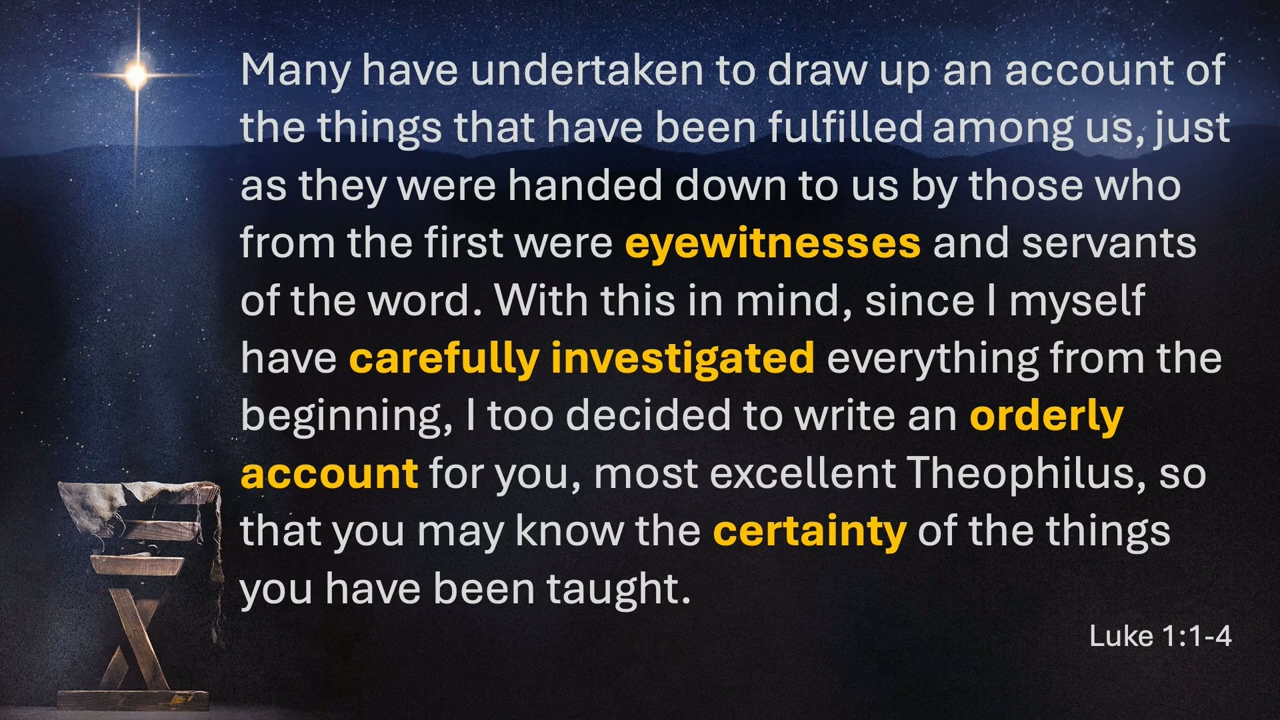 Many have undertaken to draw up an account of
the things that have been fulfilled among us, just
as they were handed down to us by those who
from the first were eyewitnesses and servants
of the word. With this in mind, since I myself
have carefully investigated everything from the
beginning, I too decided to write an orderly
account for you, most excellent Theophilus, so
that you may know the certainty of the things
you have been taught.
Luke 1:1-4